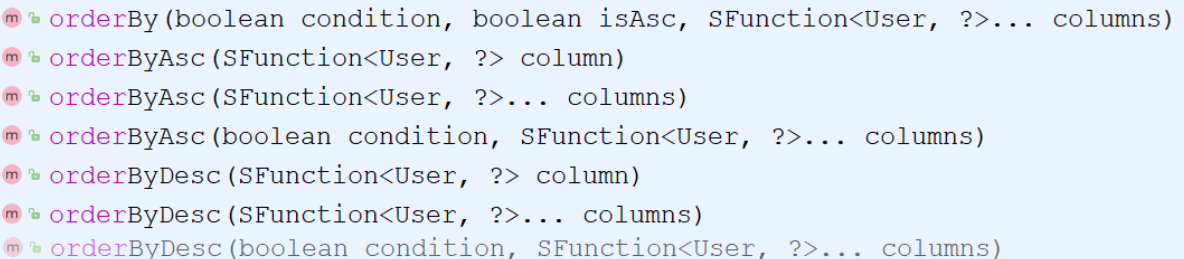 orderBy(boolean condition, boolean isAsc, SFunction<User, ?>... columns)
orderByAsc(SFunction<User, ?> column)
orderByAsc(SFunction<User, ?>... columns)
orderByAsc(boolean condition, SFunction<User, ?>... columns)
orderByDesc(SFunction<User, ?> column)
orderByDesc(SFunction<User, ?>... columns)
orderByDesc(boolean condition, SFunction<User, ?>... columns)